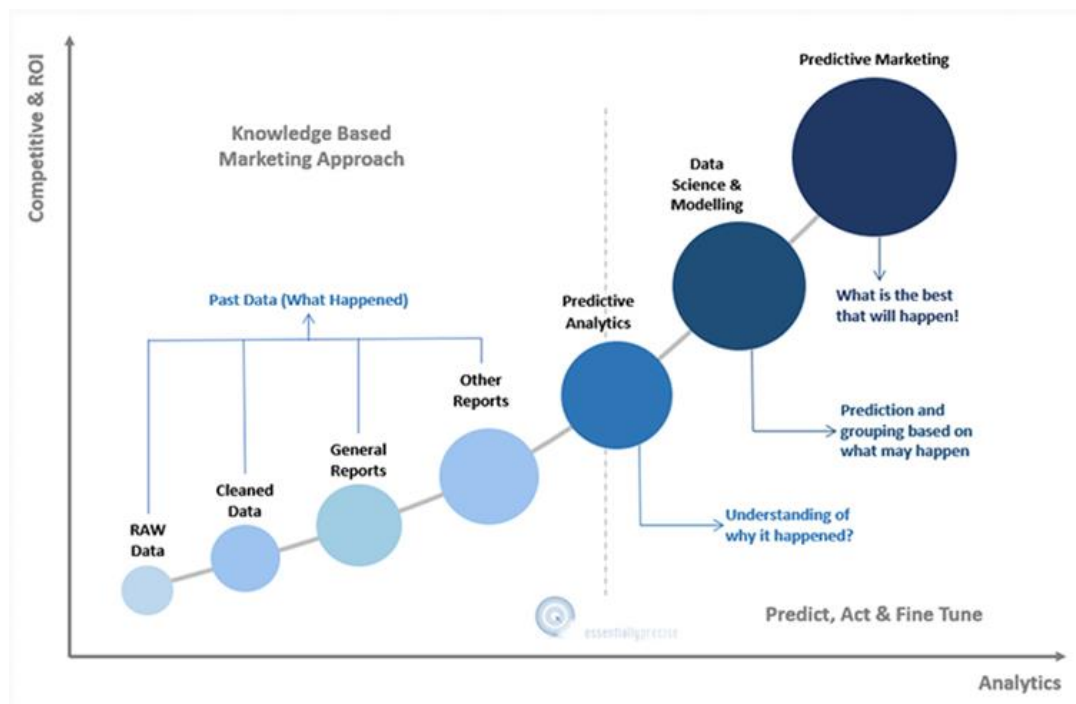 Competitive & ROI
Knowledge Based
Marketing Approach
Predictive Marketing
Data
Science &
Modelling
Past Data (What Happened)
Predictive
Analytics
What is the best
that will happen!
Other
Reports
Prediction and
grouping based on
what may happen
General
Reports
Cleaned
Data
Understanding of
why it happened?
RAW
Data
essentiallyprecise
Predict, Act & Fine Tune
Analytics